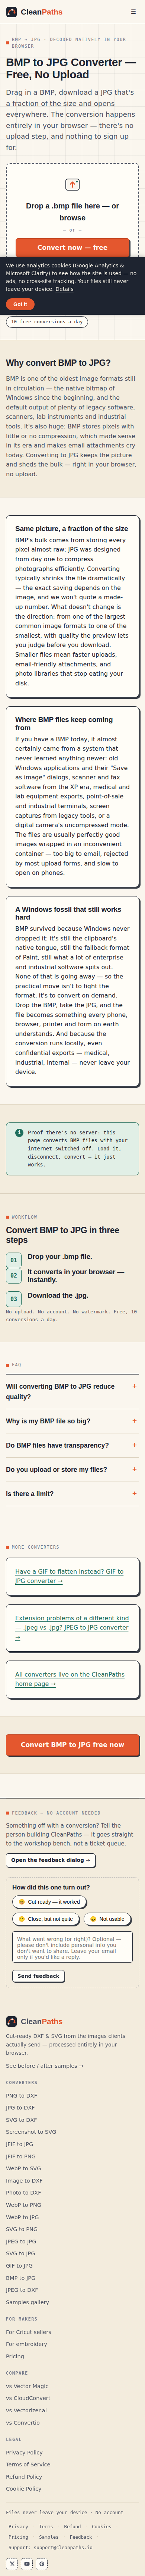 CleanPaths
BMP → JPG · DECODED NATIVELY IN YOUR
BROWSER
BMP to JPG Converter —
Free, No Upload
Drag in a BMP, download a JPG that's
a fraction of the size and opens
everywhere. The conversion happens
entirely in your browser — there's no
upload step, and nothing to sign up
for.
Drop a .bmp file here — or
browse
— or —
Convert now — free
We use analytics cookies (Google Analytics &
Microsoft Clarity) to see how the site is used — no
ads, no cross-site tracking. Your files still never
leave your device. Details
Got it
10 free conversions a day
Why convert BMP to JPG?
BMP is one of the oldest image formats still
in circulation — the native bitmap of
Windows since the beginning, and the
default output of plenty of legacy software,
scanners, lab instruments and industrial
tools. It's also huge: BMP stores pixels with
little or no compression, which made sense
in its era and makes email attachments cry
today. Converting to JPG keeps the picture
and sheds the bulk — right in your browser,
no upload.
Same picture, a fraction of the size
BMP's bulk comes from storing every
pixel almost raw; JPG was designed
from day one to compress
photographs efficiently. Converting
typically shrinks the file dramatically
— the exact saving depends on the
image, and we won't quote a made-
up number. What doesn't change is
the direction: from one of the largest
common image formats to one of the
smallest, with quality the preview lets
you judge before you download.
Smaller files mean faster uploads,
email-friendly attachments, and
photo libraries that stop eating your
disk.
Where BMP files keep coming
from
If you have a BMP today, it almost
certainly came from a system that
never learned anything newer: old
Windows applications and their "Save
as image" dialogs, scanner and fax
software from the XP era, medical and
lab equipment exports, point-of-sale
and industrial machines, screen
captures from legacy tools, or a
digital camera's uncompressed mode.
The files are usually perfectly good
images wrapped in an inconvenient
container — too big to email, rejected
by most upload forms, and slow to
open on phones.
A Windows fossil that still works
hard
BMP survived because Windows never
dropped it: it's the clipboard's
native tongue, still the fallback format
of Paint, still what a lot of enterprise
and industrial software spits out.
None of that is going away — so the
practical move isn't to fight the
format, it's to convert on demand.
Drop the BMP, take the JPG, and the
file becomes something every phone,
browser, printer and form on earth
understands. And because the
conversion runs locally, even
confidential exports — medical,
industrial, internal — never leave your
device.
Proof there's no server: this
page converts BMP files with your
internet switched off. Load it,
disconnect, convert — it just
works.
WORKFLOW
Convert BMP to JPG in three
steps
01
Drop your .bmp file.
02
It converts in your browser —
instantly.
03
Download the .jpg.
No upload. No account. No watermark. Free, 10
conversions a day.
FAQ
Will converting BMP to JPG reduce
quality?
+
Why is my BMP file so big?
+
Do BMP files have transparency?
+
Do you upload or store my files?
+
Is there a limit?
+
MORE CONVERTERS
Have a GIF to flatten instead? GIF to
JPG converter →
Extension problems of a different kind
— .jpeg vs .jpg? JPEG to JPG converter
→
All converters live on the CleanPaths
home page →
Convert BMP to JPG free now
FEEDBACK — NO ACCOUNT NEEDED
Something off with a conversion? Tell the
person building CleanPaths — it goes straight
to the workshop bench, not a ticket queue.
Open the feedback dialog →
How did this one turn out?
Cut-ready — it worked
Close, but not quite
Not usable
What went wrong (or right)? Optional —
please don't include personal info you
don't want to share. Leave your email
only if you'd like a reply.
Send feedback
CleanPaths
Cut-ready DXF & SVG from the images clients
actually send — processed entirely in your
browser.
See before / after samples →
CONVERTERS
PNG to DXF
JPG to DXF
SVG to DXF
Screenshot to SVG
JFIF to JPG
JFIF to PNG
WebP to SVG
Image to DXF
Photo to DXF
WebP to PNG
WebP to JPG
SVG to PNG
JPEG to JPG
SVG to JPG
GIF to JPG
BMP to JPG
JPEG to DXF
Samples gallery
FOR MAKERS
For Cricut sellers
For embroidery
Pricing
COMPARE
vs Vector Magic
vs CloudConvert
vs Vectorizer.ai
vs Convertio
LEGAL
Privacy Policy
Terms of Service
Refund Policy
Cookie Policy
Files never leave your device · No account
Privacy Terms Refund Cookies
Pricing Samples Feedback
Support: support@cleanpaths.io